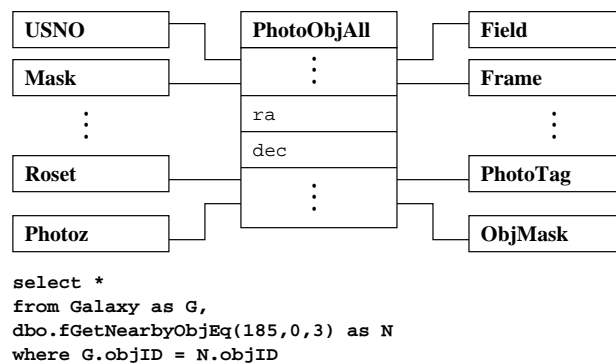 USNO PhotoObjAll Field
Mask Frame
ra
dec
Roset PhotoTag
Photoz ObjMask
select *
from Galaxy as G,
dbo.fGetNearbyObjEq(185,0,3) as N
where G.objID = N.objID